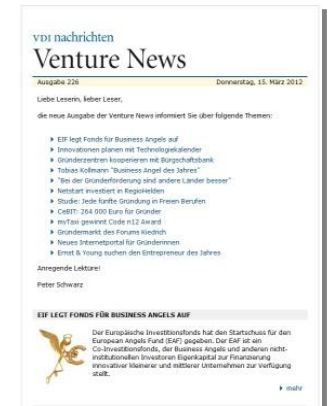 VDI nachrichten
Venture News
Ausgabe 226 Donnerstag, 15. März 2012
Liebe Leserin, lieber Leser,
die neue Ausgabe der Venture News informiert Sie über folgende Themen:
EIF legt Fonds für Business Angels auf
Innovationen planen mit Technologiekalender
Gründerzentren kooperieren mit Bürgschaftsbank
Tobias Kollmann "Business Angel des Jahres"
"Bei der Gründerförderung sind andere Länder besser"
Netstart investiert in RegioHelden
Studie: Jede fünfte Gründung in Freien Berufen
CeBIT: 264 000 Euro für Gründer
myTaxi gewinnt Code n12 Award
Gründermarkt des Forums Kiedrich
Neues Internetportal für Gründerinnen
Ernst & Young suchen den Entrepreneur des Jahres
Anregende Lektüre!
Peter Schwarz
EIF LEGT FONDS FÜR BUSINESS ANGELS AUF
Der Europäische Investitionsfonds hat den Startschuss für den
European Angels Fund (EAF) gegeben. Der EAF ist ein
Co-Investitionsfonds, der Business Angels und anderen nicht-
institutionellen Investoren Eigenkapital zur Finanzierung
innovativer kleinerer und mittlerer Unternehmen zur Verfügung
stellt.
mehr